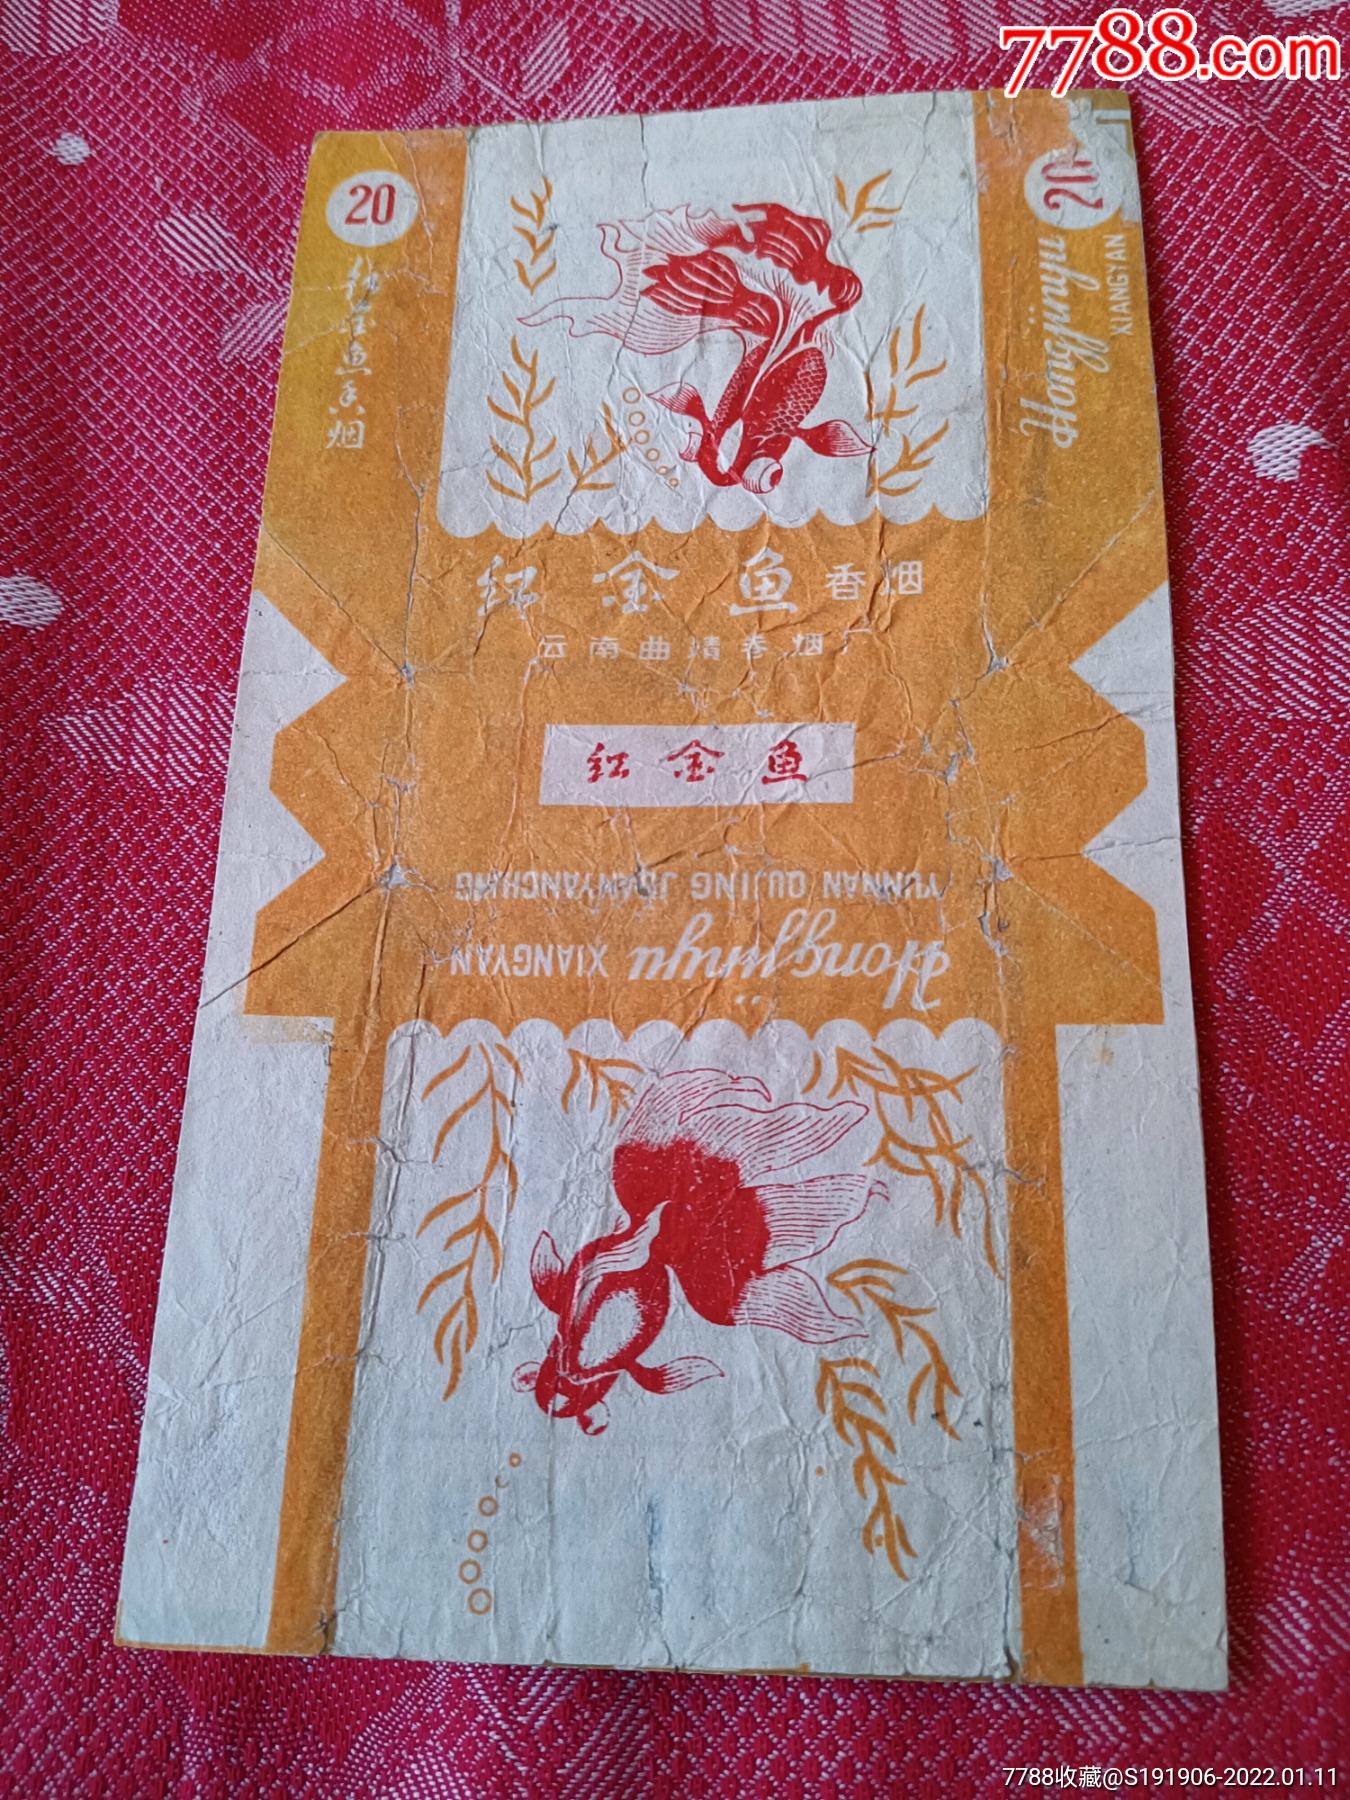 7788.com
20
红金鱼香烟
20
Hongjinyu
XIANGYAN
红金鱼香烟
云南曲靖卷烟厂
红金鱼
YUNNAN QUJING JUANYANCHANG
Hongjinyu XIANGYAN
7788收藏@S191906-2022.01.11